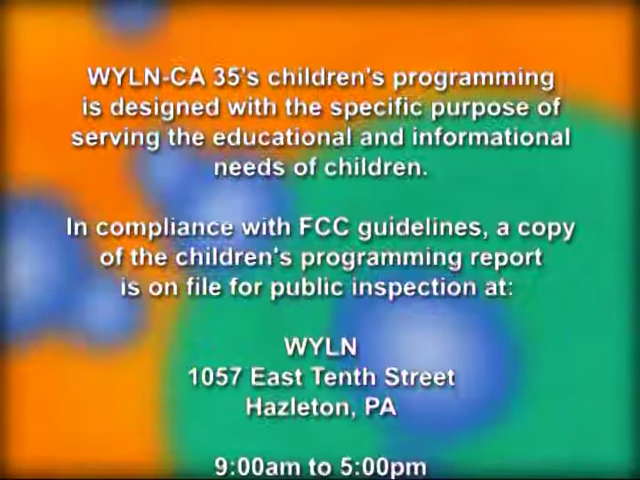 WYLN-CA 35's children's programming
is designed with the specific purpose of
serving the educational and informational
needs of children.
In compliance with FCC guidelines, a copy
of the children's programming report
is on file for public inspection at:
WYLN
1057 East Tenth Street
Hazleton, PA
9:00am to 5:00pm